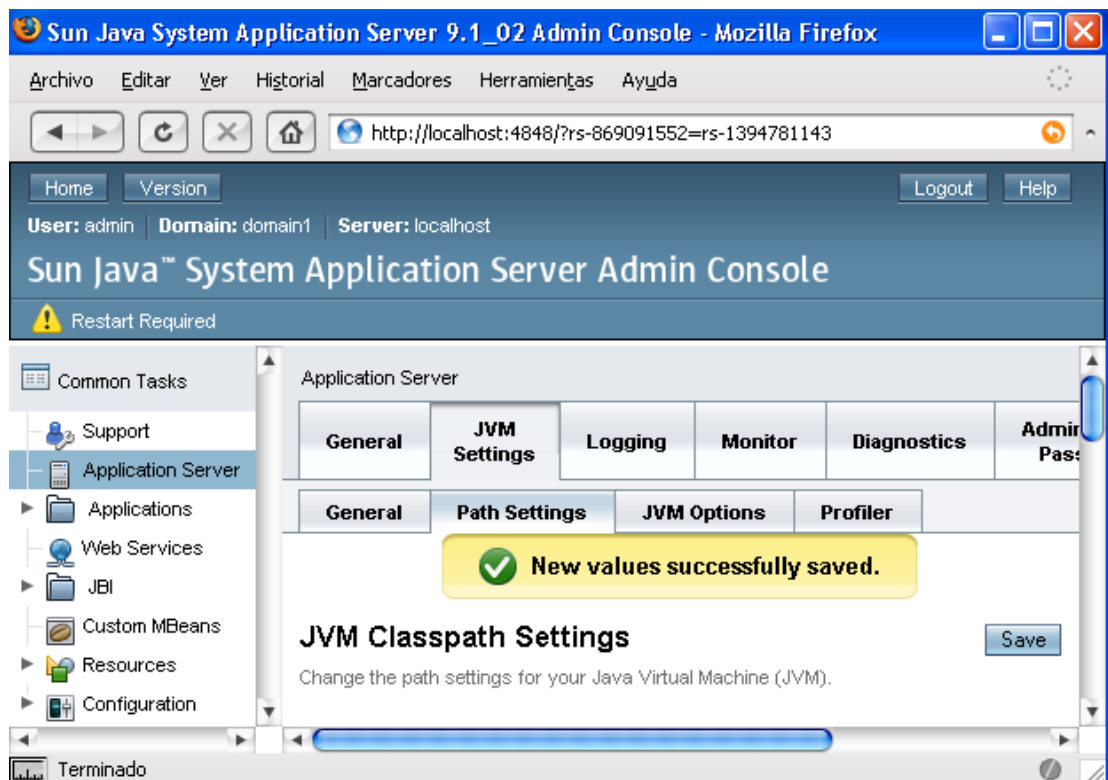 Sun Java System Application Server 9.1_02 Admin Console - Mozilla Firefox
Archivo Editar Ver Historial Marcadores Herramientas Ayuda
http://localhost:4848/?rs-869091552=rs-1394781143
Home Version Logout Help
User: admin Domain: domain1 Server: localhost
Sun Java™ System Application Server Admin Console
Restart Required
Common Tasks
Support
Application Server
Applications
Web Services
JBI
Custom MBeans
Resources
Configuration
Application Server
General JVM Settings Logging Monitor Diagnostics
General Path Settings JVM Options Profiler
New values successfully saved.
JVM Classpath Settings Save
Change the path settings for your Java Virtual Machine (JVM).
Terminado